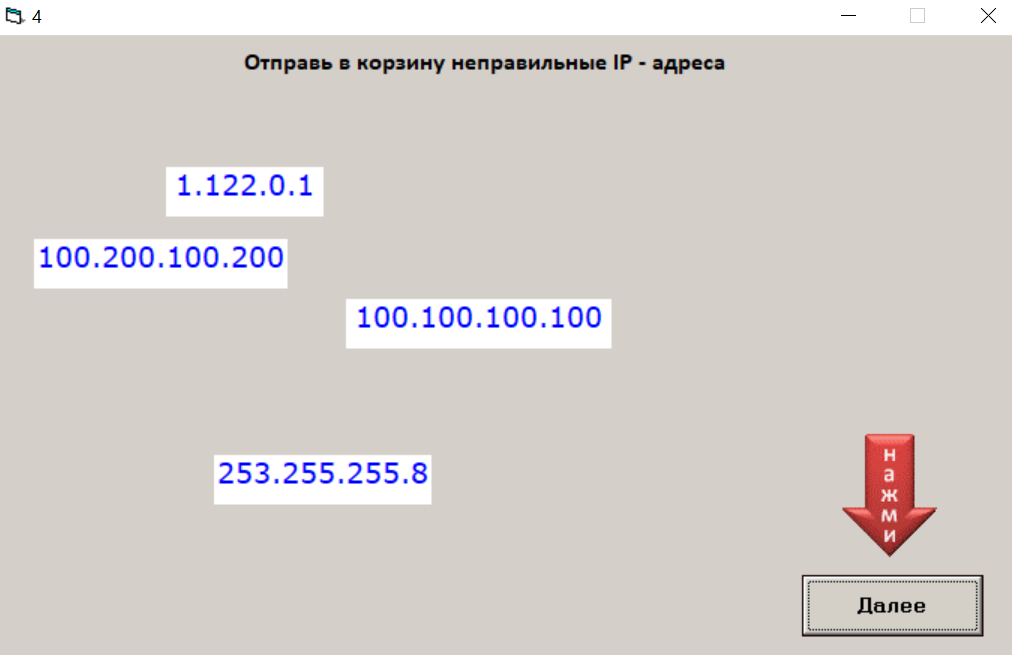 4
Отправь в корзину неправильные IP - адреса
1.122.0.1
100.200.100.200
100.100.100.100
253.255.255.8
нажми
Далее